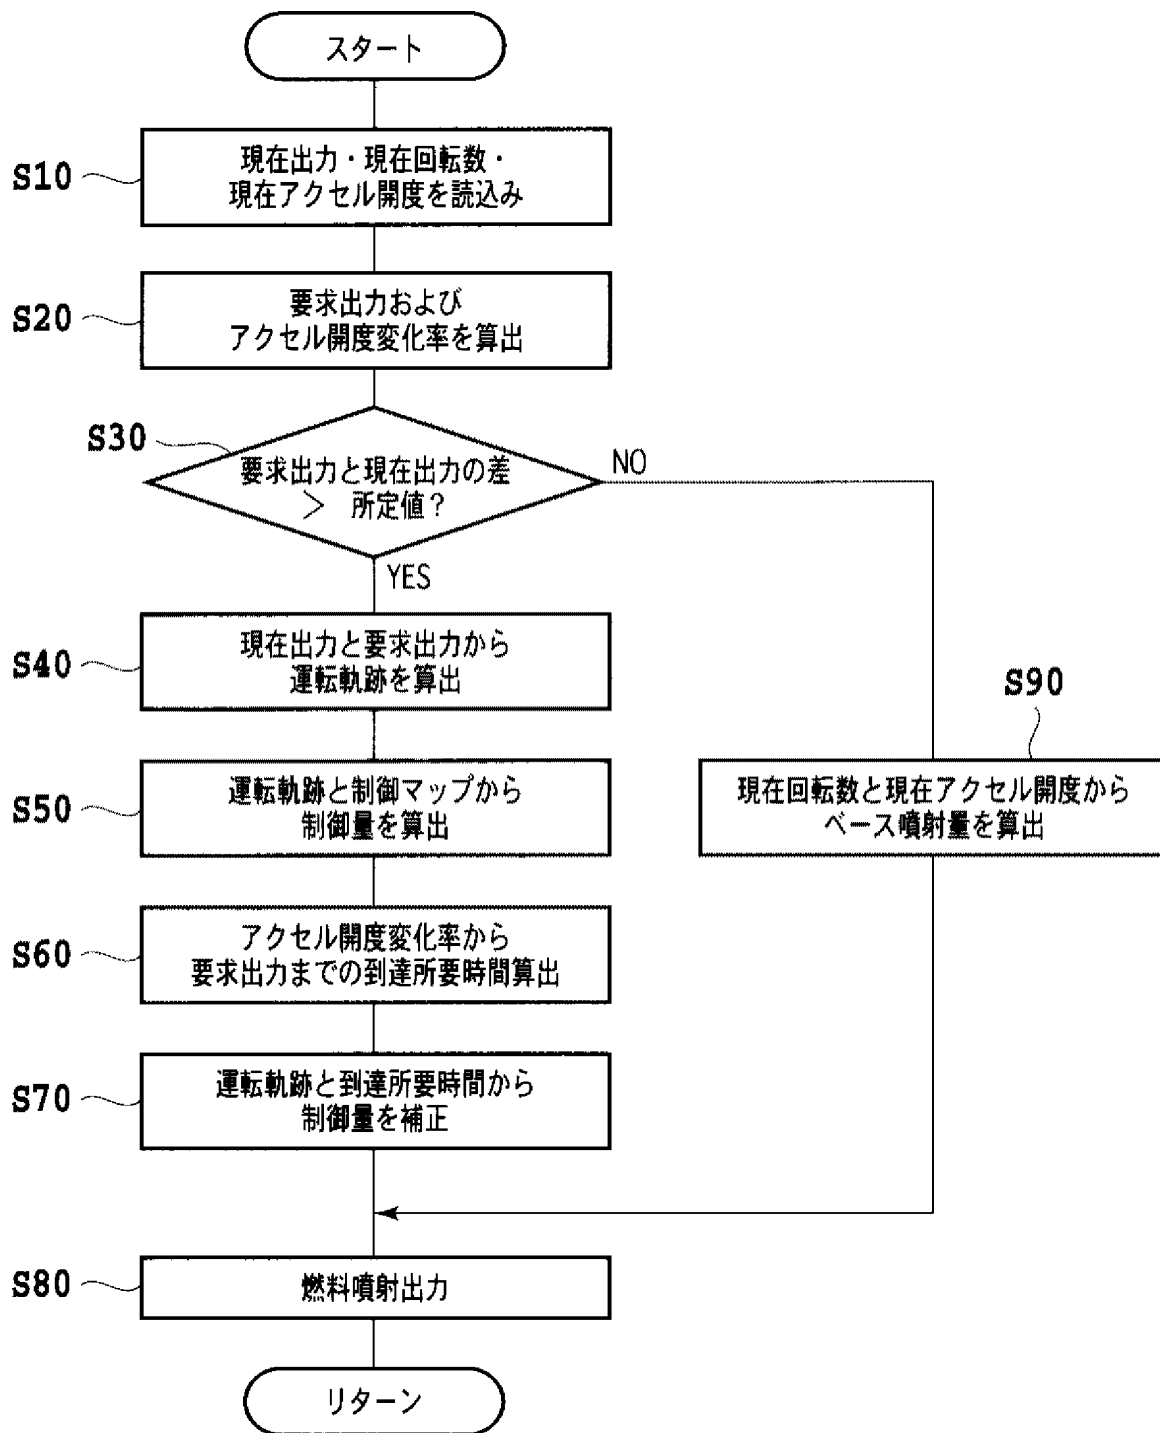 スタート
S10
現在出力・現在回転数・
現在アクセル開度を読込み
S20
要求出力および
アクセル開度変化率を算出
S30
要求出力と現在出力の差
> 所定値？
NO
YES
S40
現在出力と要求出力から
運転軌跡を算出
S90
現在回転数と現在アクセル開度から
ベース噴射量を算出
S50
運転軌跡と制御マップから
制御量を算出
S60
アクセル開度変化率から
要求出力までの到達所要時間算出
S70
運転軌跡と到達所要時間から
制御量を補正
S80
燃料噴射出力
リターン